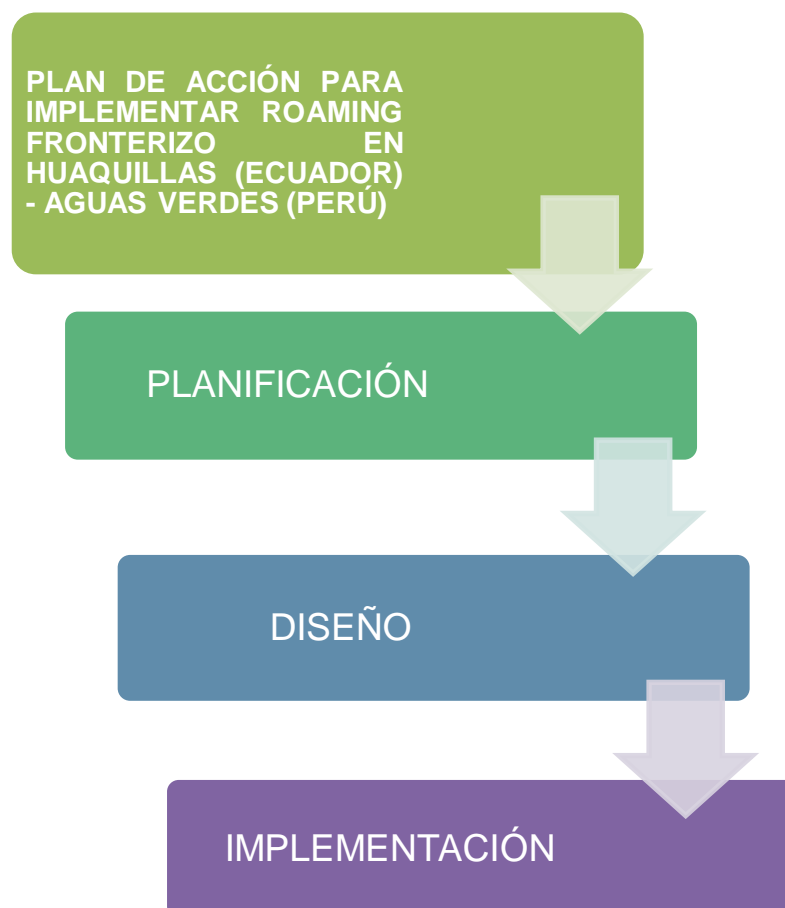 PLAN DE ACCIÓN PARA
IMPLEMENTAR ROAMING
FRONTERIZO EN
HUAQUILLAS (ECUADOR)
- AGUAS VERDES (PERÚ)
PLANIFICACIÓN
DISEÑO
IMPLEMENTACIÓN